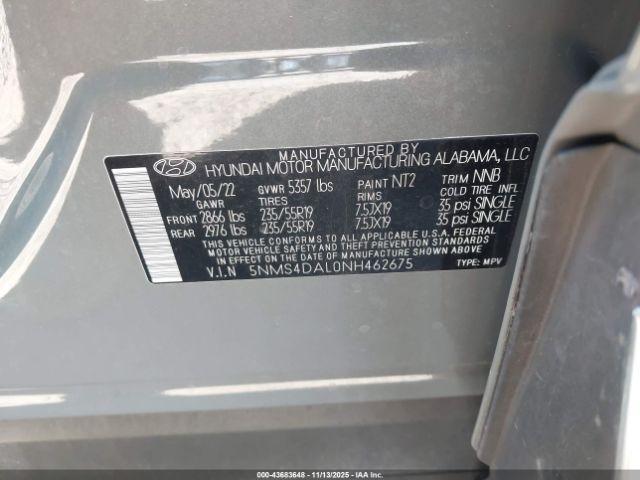 MANUFACTURED BY
HYUNDAI MOTOR MANUFACTURING ALABAMA, LLC
May/05/22 GVWR 5357 lbs PAINT NT2 TRIM NNB
GAWR RIMS COLD TIRE INFL.
FRONT 2866 lbs 235/55R19 7.5JX19 35 psi SINGLE
REAR 2976 lbs 235/55R19 7.5JX19 35 psi SINGLE
THIS VEHICLE CONFORMS TO ALL APPLICABLE U.S.A. FEDERAL
MOTOR VEHICLE SAFETY AND THEFT PREVENTION STANDARDS
IN EFFECT ON THE DATE OF MANUFACTURE SHOWN ABOVE
V.I.N 5NMS4DAL0NH462675 TYPE: MPV
000-43683648 - 11/13/2025 - IAAI.COM